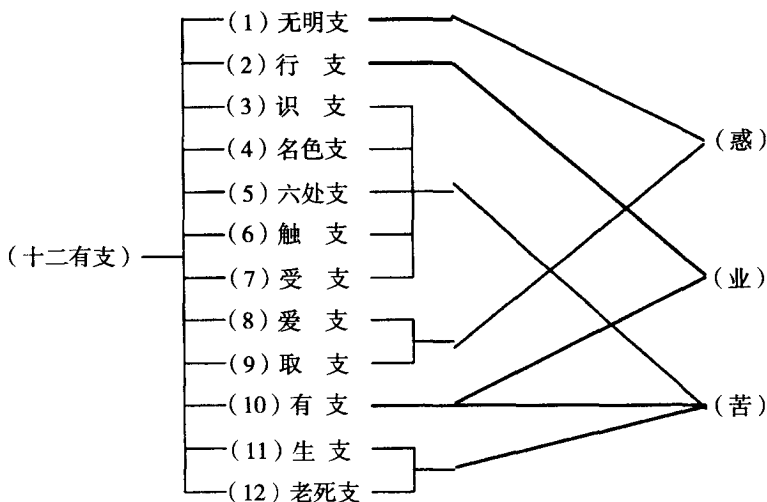 (十二有支)
(1)无明支
(2)行 支
(3)识 支
(4)名色支
(5)六处支
(6)触 支
(7)受 支
(8)爱 支
(9)取 支
(10)有 支
(11)生 支
(12)老死支
(惑)
(业)
(苦)